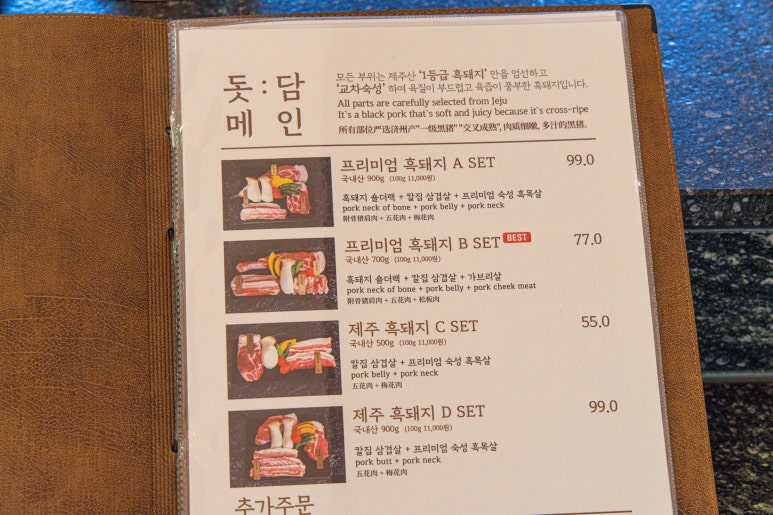 돗 : 담
메 인
모든 부위는 제주산 '1등급 흑돼지' 만을 엄선하고
'교차숙성' 하여 육질이 부드럽고 육즙이 풍부한 흑돼지입니다.
All parts are carefully selected from Jeju
It`s a black pork that`s soft and juicy because it`s cross-ripe
所有部位严选济州产"一级黑猪" "交叉成熟", 肉质细嫩, 多汁的黑猪.
프리미엄 흑돼지 A SET 99.0
국내산 900g (100g 11,000원)
흑돼지 숄더랙 + 칼집 삼겹살 + 프리미엄 숙성 흑목살
pork neck of bone + pork belly + pork neck
附骨猪肩肉 + 五花肉 + 梅花肉
프리미엄 흑돼지 B SET BEST 77.0
국내산 700g (100g 11,000원)
흑돼지 숄더랙 + 칼집 삼겹살 + 가브리살
pork neck of bone + pork belly + pork cheek meat
附骨猪肩肉 + 五花肉 + 松板肉
제주 흑돼지 C SET 55.0
국내산 500g (100g 11,000원)
칼집 삼겹살 + 프리미엄 숙성 흑목살
pork belly + pork neck
五花肉 + 梅花肉
제주 흑돼지 D SET 99.0
국내산 900g (100g 11,000원)
칼집 삼겹살 + 프리미엄 숙성 흑목살
pork butt + pork neck
五花肉 + 梅花肉
추가주문